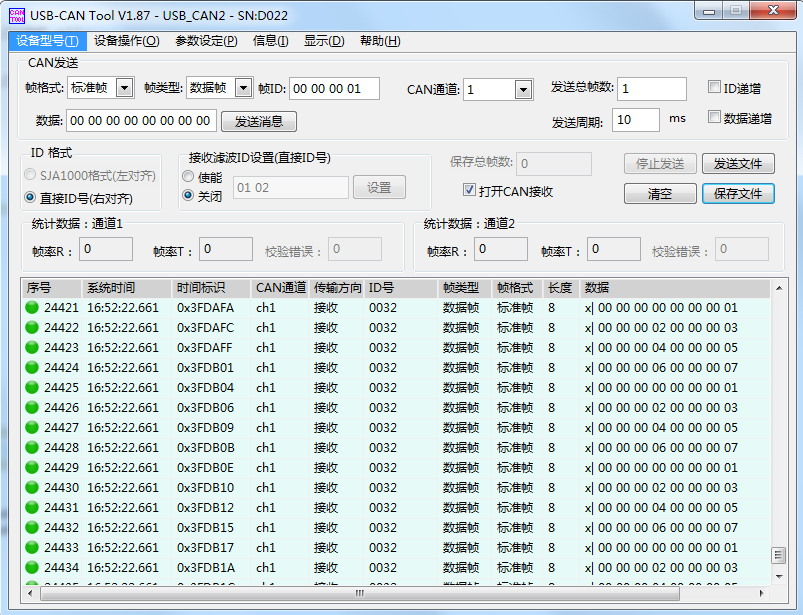 USB-CAN Tool V1.87 - USB_CAN2 - SN:D022
设备型号(T) 设备操作(O) 参数设定(P) 信息(I) 显示(D) 帮助(H)
CAN发送
帧格式: 标准帧 帧类型: 数据帧 帧ID: 00 00 00 01 CAN通道: 1 发送总帧数: 1 ID递增
数据: 00 00 00 00 00 00 00 00 发送消息 发送周期: 10 ms 数据递增
ID 格式
SJA1000格式(左对齐)
直接ID号(右对齐)
接收滤波ID设置(直接ID号)
使能
关闭
01 02 设置
保存总帧数: 0 停止发送 发送文件
打开CAN接收 清空 保存文件
统计数据：通道1
帧率R： 0 帧率T： 0 校验错误： 0
统计数据：通道2
帧率R： 0 帧率T： 0 校验错误： 0
序号 系统时间 时间标识 CAN通道 传输方向 ID号 帧类型 帧格式 长度 数据
24421 16:52:22.661 0x3FDAFA ch1 接收 0032 数据帧 标准帧 8 x| 00 00 00 00 00 00 00 01
24422 16:52:22.661 0x3FDAFC ch1 接收 0032 数据帧 标准帧 8 x| 00 00 00 02 00 00 00 03
24423 16:52:22.661 0x3FDAFF ch1 接收 0032 数据帧 标准帧 8 x| 00 00 00 04 00 00 00 05
24424 16:52:22.661 0x3FDB01 ch1 接收 0032 数据帧 标准帧 8 x| 00 00 00 06 00 00 00 07
24425 16:52:22.661 0x3FDB04 ch1 接收 0032 数据帧 标准帧 8 x| 00 00 00 00 00 00 00 01
24426 16:52:22.661 0x3FDB06 ch1 接收 0032 数据帧 标准帧 8 x| 00 00 00 02 00 00 00 03
24427 16:52:22.661 0x3FDB09 ch1 接收 0032 数据帧 标准帧 8 x| 00 00 00 04 00 00 00 05
24428 16:52:22.661 0x3FDB0B ch1 接收 0032 数据帧 标准帧 8 x| 00 00 00 06 00 00 00 07
24429 16:52:22.661 0x3FDB0E ch1 接收 0032 数据帧 标准帧 8 x| 00 00 00 00 00 00 00 01
24430 16:52:22.661 0x3FDB10 ch1 接收 0032 数据帧 标准帧 8 x| 00 00 00 02 00 00 00 03
24431 16:52:22.661 0x3FDB12 ch1 接收 0032 数据帧 标准帧 8 x| 00 00 00 04 00 00 00 05
24432 16:52:22.661 0x3FDB15 ch1 接收 0032 数据帧 标准帧 8 x| 00 00 00 06 00 00 00 07
24433 16:52:22.661 0x3FDB17 ch1 接收 0032 数据帧 标准帧 8 x| 00 00 00 00 00 00 00 01
24434 16:52:22.661 0x3FDB1A ch1 接收 0032 数据帧 标准帧 8 x| 00 00 00 02 00 00 00 03